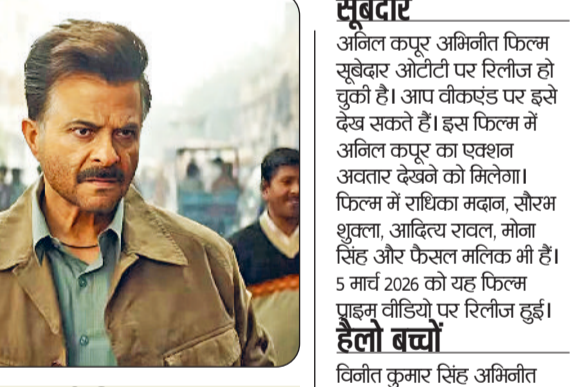 सूबेदार
अनिल कपूर अभिनीत फिल्म
सूबेदार ओटीटी पर रिलीज हो
चुकी है। आप वीकएंड पर इसे
देख सकते हैं। इस फिल्म में
अनिल कपूर का एक्शन
अवतार देखने को मिलेगा।
फिल्म में राधिका मदान, सौरभ
शुक्ला, आदित्य रावल, मोना
सिंह और फैसल मलिक भी हैं।
5 मार्च 2026 को यह फिल्म
प्राइम वीडियो पर रिलीज हुई।
हैलो बच्चों
विनीत कुमार सिंह अभिनीत